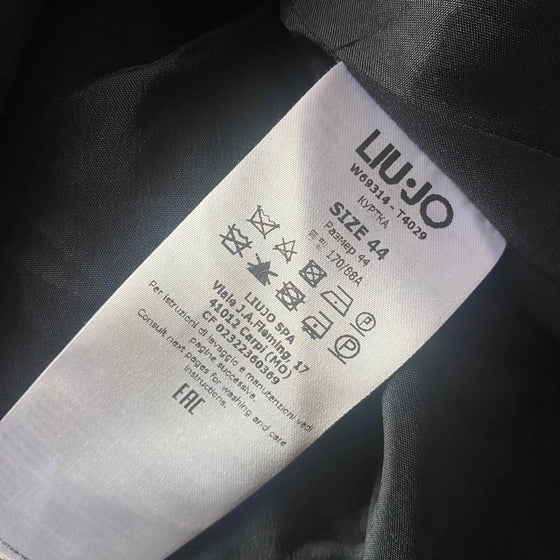 LIU·JO
W69314 - T4029
КУРТКА
SIZE 44
Размер 44
170/88A
LIUJO SPA
Viale J.A.Fleming, 17
41012 Carpi (MO)
CF 02322360369
Per istruzioni di lavaggio e manutenzioni vedi
pagine successive.
Consult next pages for washing and care
instructions.
EAC